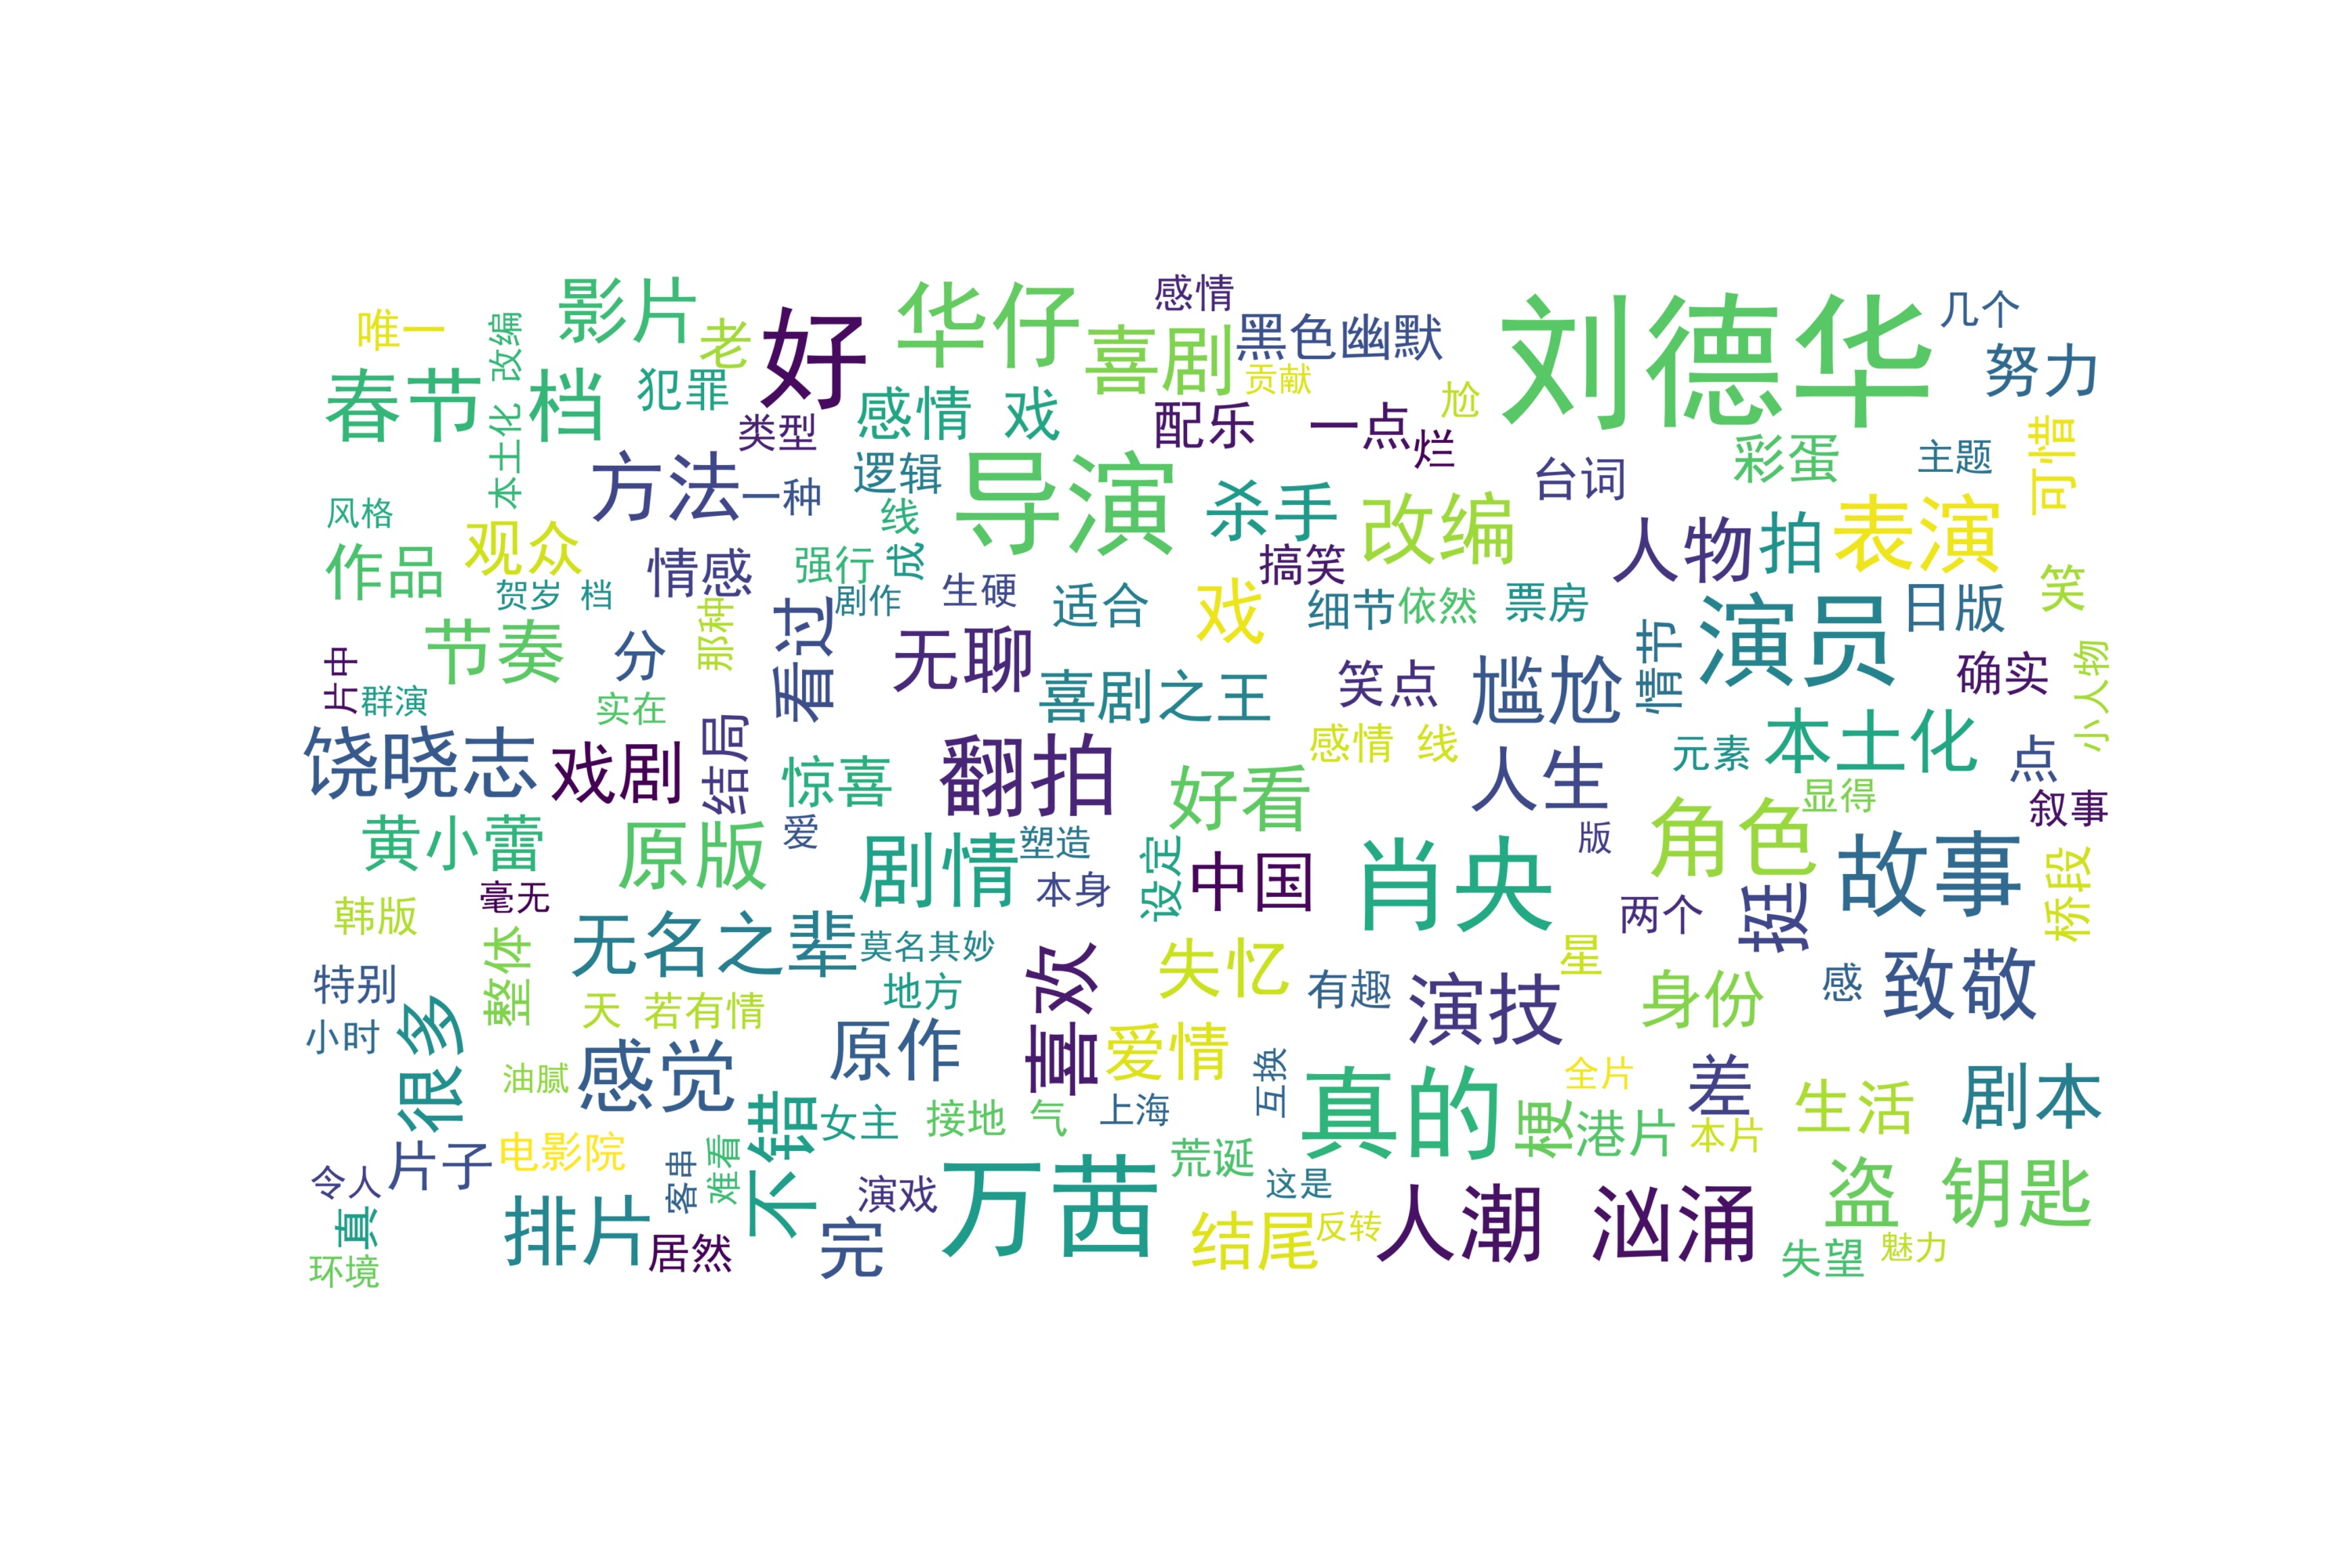 感情
影片
华仔
刘德华
几个
唯一
改编
老
好
喜剧
黑色幽默
努力
春节 档
犯罪
贡献
尬
感情 戏
类型
配乐
一点
烂
本土化
彩蛋
主题
可惜
方法
一种
逻辑
导演
台词
风格
线
杀手
改编
人物
拍
表演
观众
作品
情感
强行
成
搞笑
贺岁 档
那种
剧作
生硬
适合
戏
细节
依然
票房
日版
笑
节奏
分
看过
无聊
演员
情节
片中
群演
实在
喜剧之王
笑点
尴尬
确实
小人物
饶晓志
戏剧
结局
惊喜
翻拍
感情 线
人生
元素
本土化
点
好看
显得
叙事
黄小蕾
原版
爱
剧情
塑造
设定
中国
肖央
版
角色
故事
桥段
毫无
本身
韩版
两个
挺
整体
无名之辈
莫名其妙
喜欢
失忆
星
特别
地方
有趣
演技
身份
感
致敬
小时
很多
天 若有情
原作
爱情
油腻
感觉
互换
真的
全片
差
生活
剧本
不错
女主
接地 气
上海
港片
本片
片子
电影院
客串
难看
荒诞
令人
真
演戏
万茜
这是
盗 钥匙
排片
居然
完
结尾
反转
人潮 汹涌
失望
魅力
环境